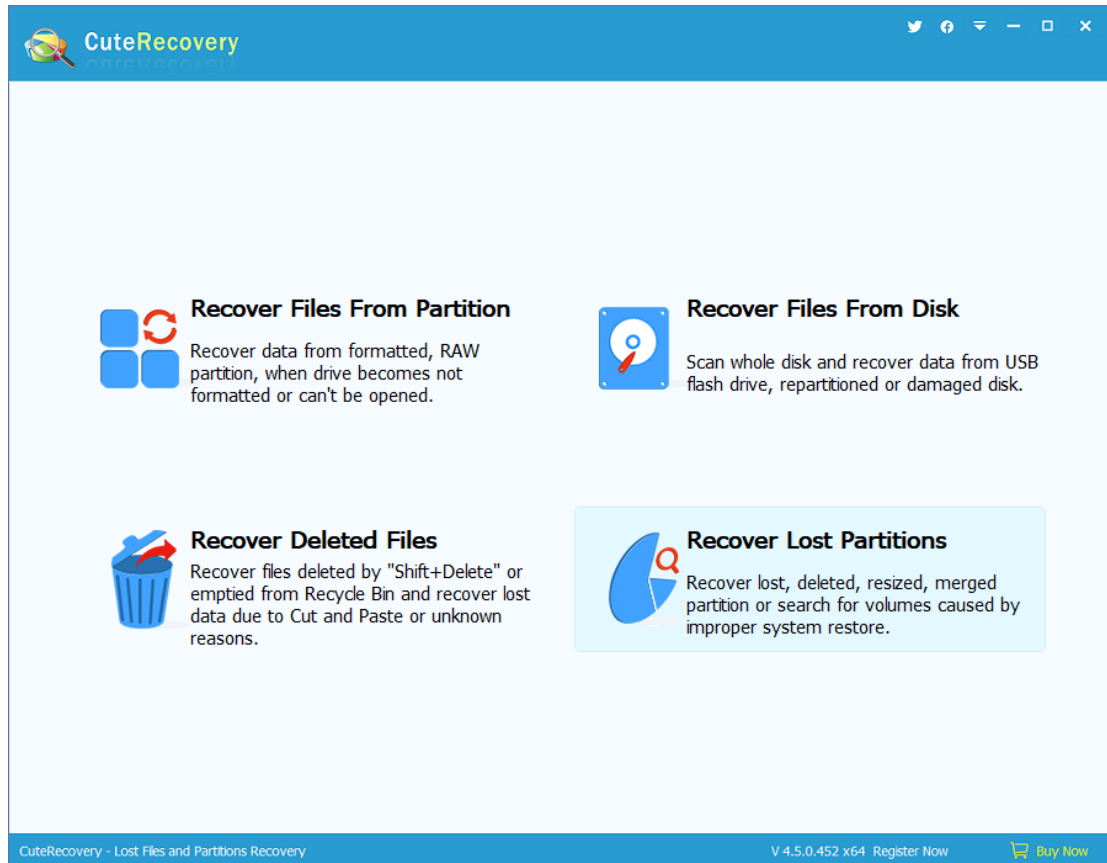 CuteRecovery
Recover Files From Partition
Recover data from formatted, RAW
partition, when drive becomes not
formatted or can't be opened.
Recover Files From Disk
Scan whole disk and recover data from USB
flash drive, repartitioned or damaged disk.
Recover Deleted Files
Recover files deleted by "Shift+Delete" or
emptied from Recycle Bin and recover lost
data due to Cut and Paste or unknown
reasons.
Recover Lost Partitions
Recover lost, deleted, resized, merged
partition or search for volumes caused by
improper system restore.
CuteRecovery - Lost Files and Partitions Recovery
V 4.5.0.452 x64 Register Now
Buy Now